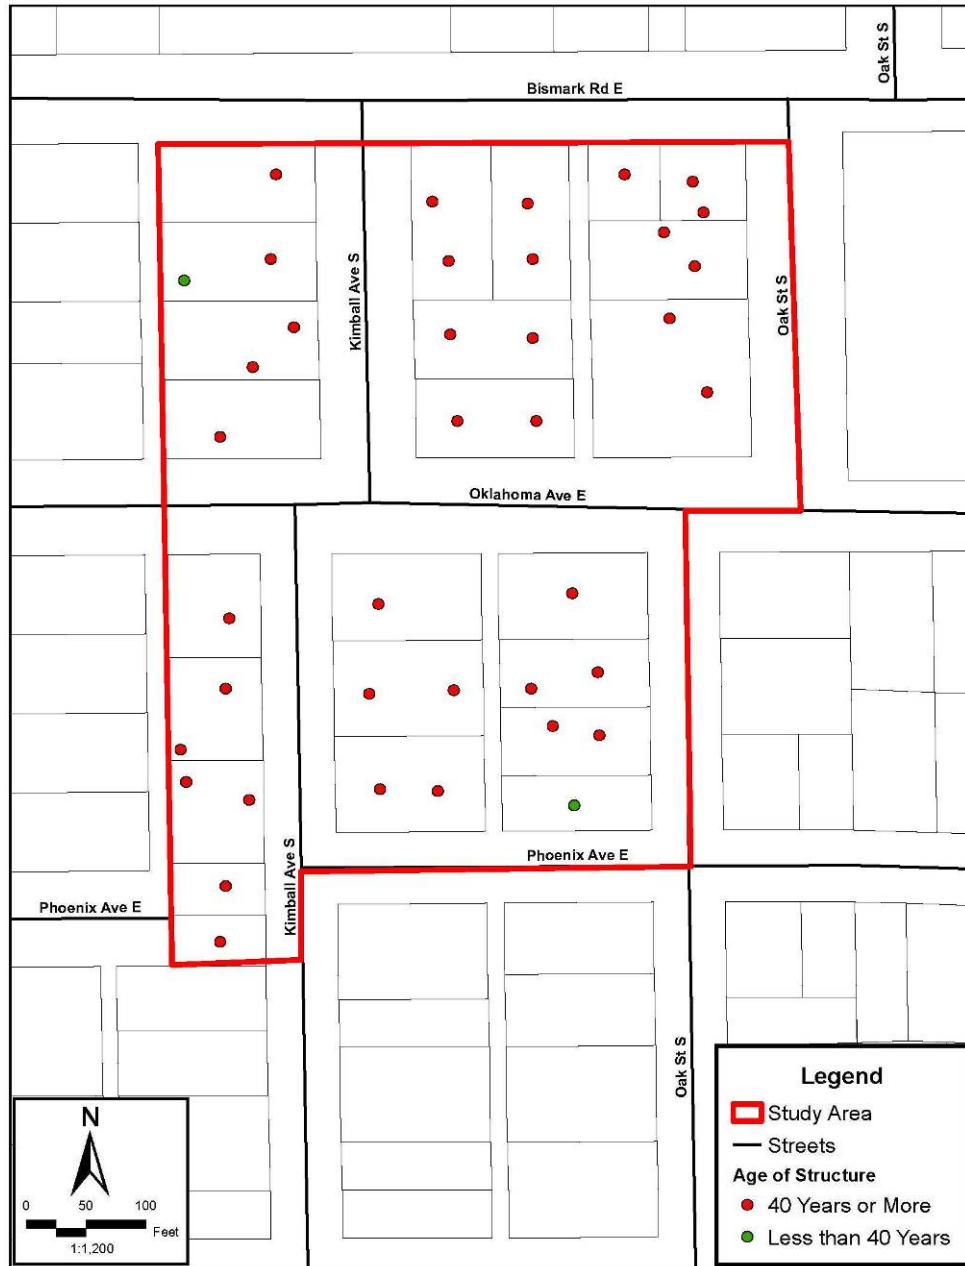 Oak St S
Bismark Rd E
Kimball Ave S
Oak St S
Oklahoma Ave E
Kimball Ave S
Phoenix Ave E
Phoenix Ave E
Oak St S
N
0 50 100
Feet
1:1,200
Legend
Study Area
Streets
Age of Structure
40 Years or More
Less than 40 Years